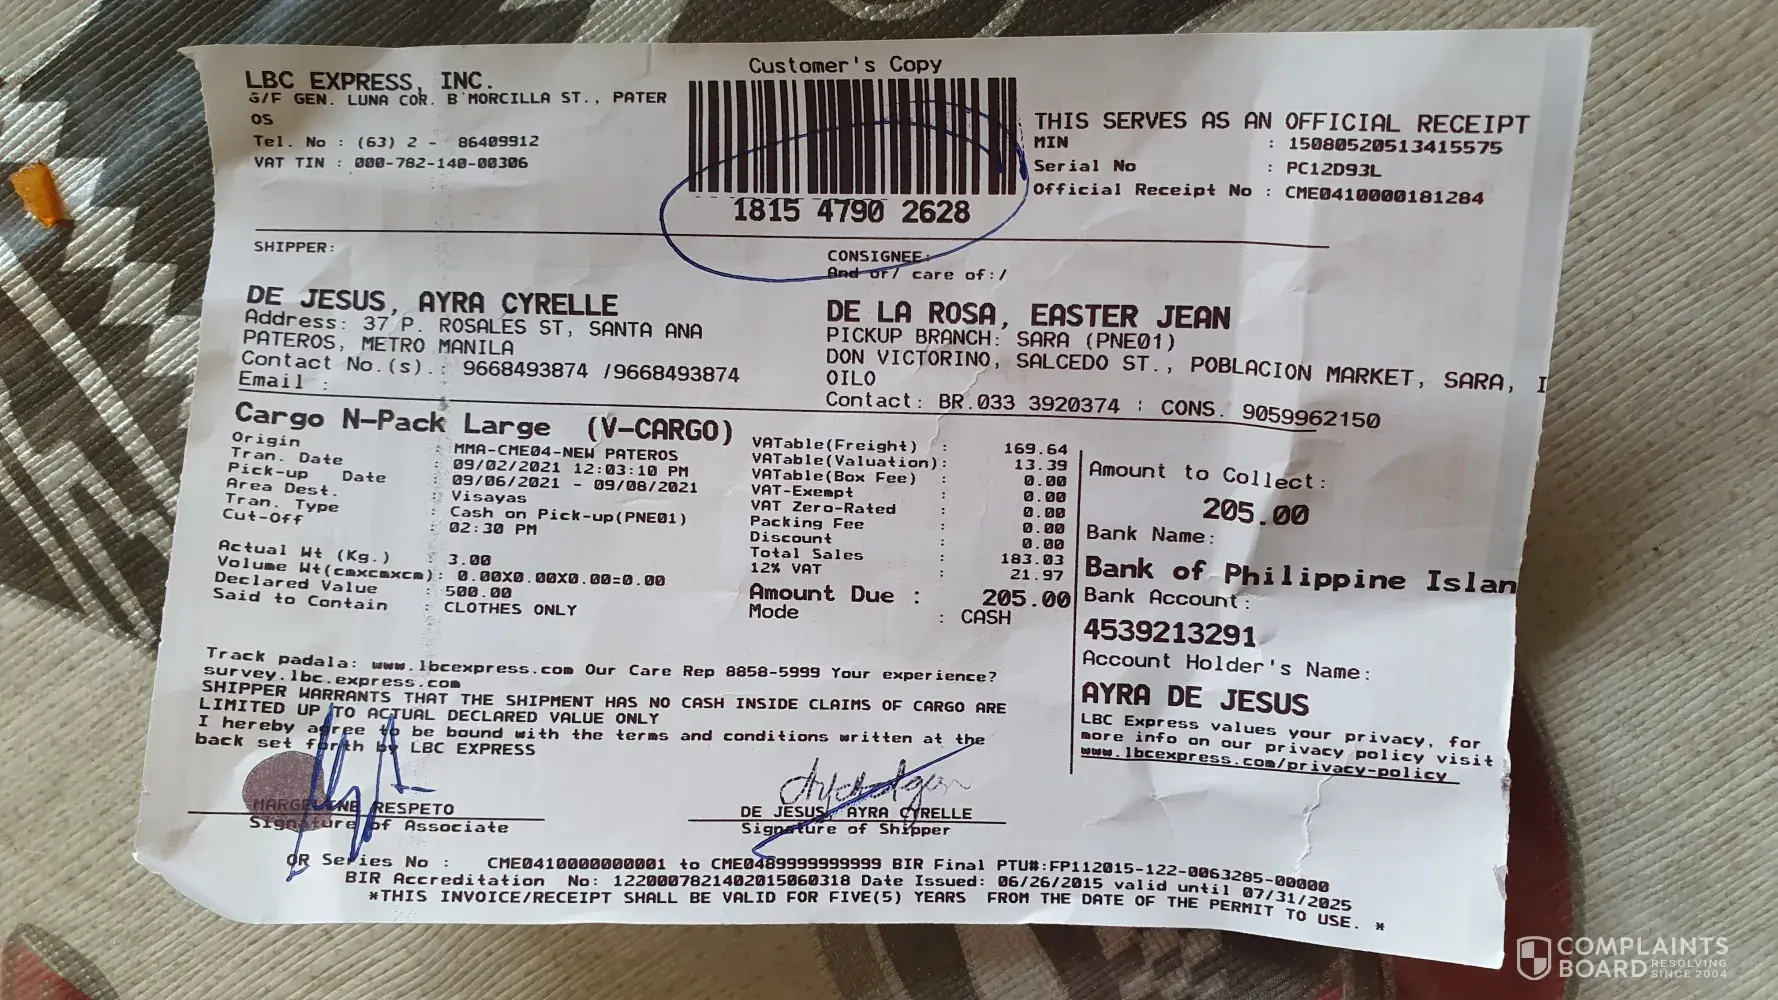 Customer's Copy
LBC EXPRESS, INC.
G/F GEN. LUNA COR. B MORCILLA ST., PATER
OS
Tel. No : (63) 2 - 86409912
VAT TIN : 000-782-140-00306
1815 4790 2628
THIS SERVES AS AN OFFICIAL RECEIPT
MIN : 15080520513415575
Serial No : PC12D93L
Official Receipt No : CME0410000181284
SHIPPER:
DE JESUS, AYRA CYRELLE
Address: 37 P. ROSALES ST, SANTA ANA
PATEROS, METRO MANILA
Contact No.(s).: 9668493874 /9668493874
Email :
CONSIGNEE:
And or/ care of:/
DE LA ROSA, EASTER JEAN
PICKUP BRANCH: SARA (PNE01)
DON VICTORINO, SALCEDO ST., POBLACION MARKET, SARA, I
OILO
Contact: BR.033 3920374 ; CONS. 9059962150
Cargo N-Pack Large (V-CARGO)
Origin : MMA-CME04-NEW PATEROS
Tran. Date : 09/02/2021 12:03:10 PM
Pick-up Date : 09/06/2021 - 09/08/2021
Area Dest. : Visayas
Tran. Type : Cash on Pick-up(PNE01)
Cut-Off : 02:30 PM
Actual Wt (Kg.) : 3.00
Volume Wt(cmxcmxcm): 0.00X0.00X0.00=0.00
Declared Value : 500.00
Said to Contain : CLOTHES ONLY
VATable(Freight) : 169.64
VATable(Valuation): 13.39
VATable(Box Fee) : 0.00
VAT-Exempt : 0.00
VAT Zero-Rated : 0.00
Packing Fee : 0.00
Discount : 0.00
Total Sales : 183.03
12% VAT : 21.97
Amount Due : 205.00
Mode : CASH
Amount to Collect:
205.00
Bank Name:
Bank of Philippine Islan
Bank Account:
4539213291
Account Holder's Name:
AYRA DE JESUS
LBC Express values your privacy, for
more info on our privacy policy visit
www.lbcexpress.com/privacy-policy
Track padala: www.lbcexpress.com Our Care Rep 8858-5999 Your experience?
survey.lbc.express.com
SHIPPER WARRANTS THAT THE SHIPMENT HAS NO CASH INSIDE CLAIMS OF CARGO ARE
LIMITED UP TO ACTUAL DECLARED VALUE ONLY
I hereby agree to be bound with the terms and conditions written at the
back set forth by LBC EXPRESS
MARGELINE RESPETO
Signature of Associate
DE JESUS, AYRA CYRELLE
Signature of Shipper
OR Series No : CME0410000000001 to CME0489999999999 BIR Final PTU#:FP112015-122-0063285-00000
BIR Accreditation No: 1220007821402015060318 Date Issued: 06/26/2015 valid until 07/31/2025
*THIS INVOICE/RECEIPT SHALL BE VALID FOR FIVE(5) YEARS FROM THE DATE OF THE PERMIT TO USE. *
COMPLAINTS
BOARD RESOLVING
SINCE 2004